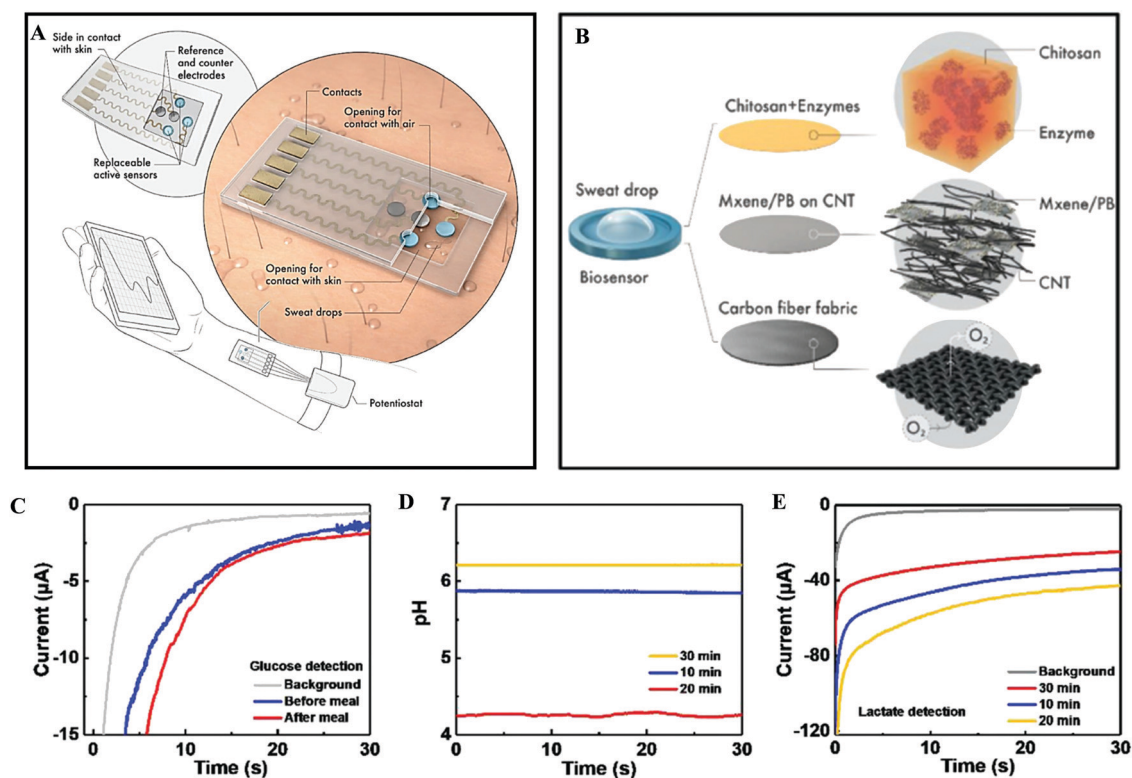 A
Side in contact
with skin
Reference
and counter
electrodes
Replaceable
active sensors
Contacts
Opening for
contact with air
Opening for
contact with skin
Sweat drops
Potentiostat
B
Chitosan+Enzymes
Chitosan
Enzyme
Sweat drop
Biosensor
Mxene/PB on CNT
Mxene/PB
CNT
Carbon fiber fabric
O2
O2
C
0
-5
-10
-15
Current (μA)
Glucose detection
Background
Before meal
After meal
0 10 20 30
Time (s)
D
7
6
5
4
pH
30 min
10 min
20 min
0 10 20 30
Time (s)
E
0
-40
-80
-120
Current (μA)
Background
30 min
10 min
20 min
Lactate detection
0 10 20 30
Time (s)